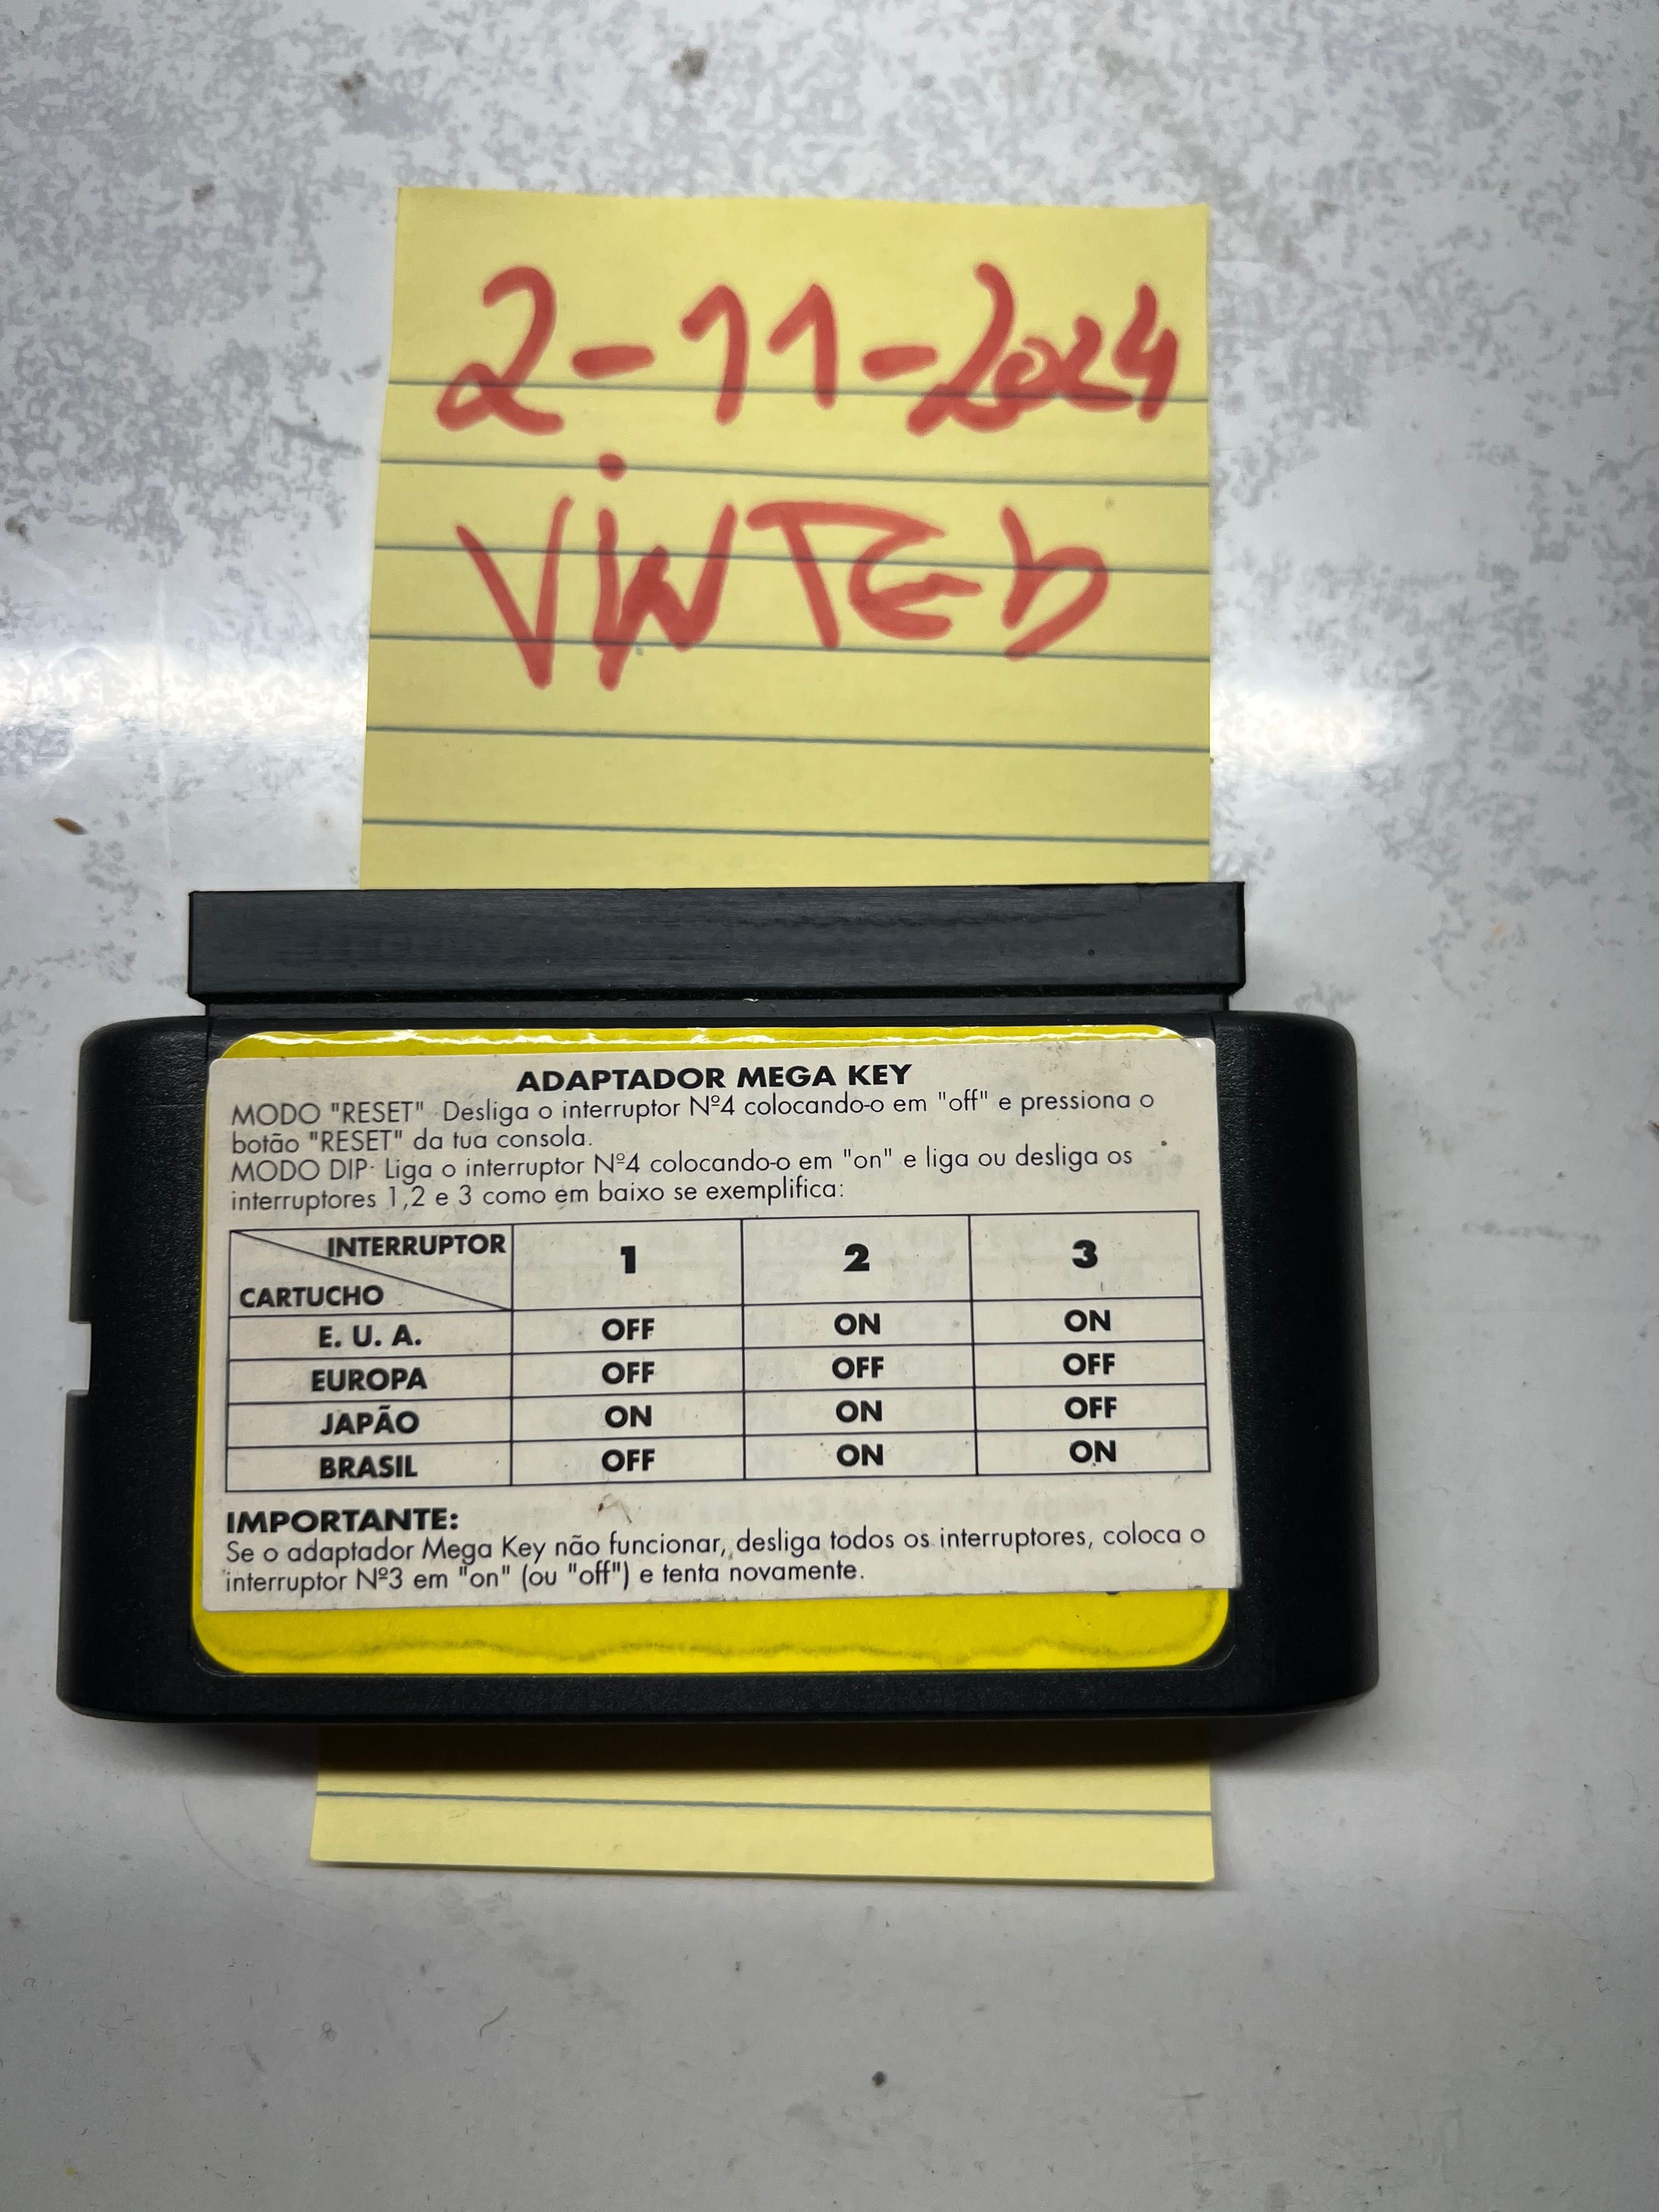 2-11-2024
VinTED
ADAPTADOR MEGA KEY
MODO "RESET" Desliga o interruptor Nº4 colocando-o em "off" e pressiona o
botão "RESET" da tua consola.
MODO DIP· Liga o interruptor Nº4 colocando-o em "on" e liga ou desliga os
interruptores 1,2 e 3 como em baixo se exemplifica:
INTERRUPTOR 1 2 3
CARTUCHO
E. U. A. OFF ON ON
EUROPA OFF OFF OFF
JAPÃO ON ON OFF
BRASIL OFF ON ON
IMPORTANTE:
Se o adaptador Mega Key não funcionar, desliga todos os interruptores, coloca o
interruptor Nº3 em "on" (ou "off") e tenta novamente.